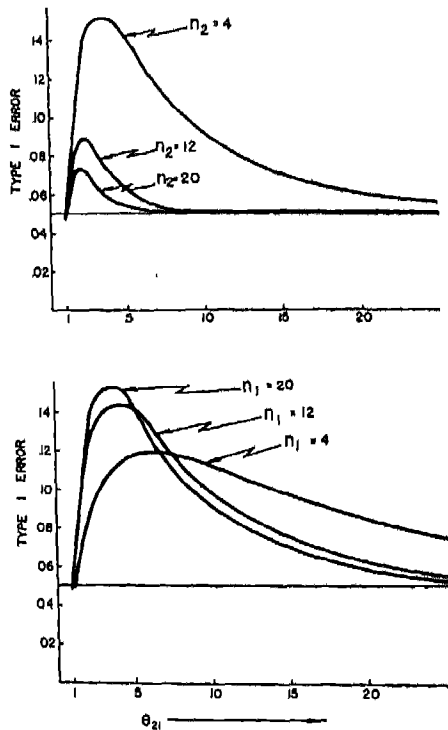 TYPE 1 ERROR
.14
.12
.10
.08
.06
.04
.02
n₂ = 4
n₂ = 12
n₂ = 20
1 5 10 15 20
TYPE 1 ERROR
.14
.12
.10
.08
.06
.04
.02
n₁ = 20
n₁ = 12
n₁ = 4
1 5 10 15 20
θ₂₁